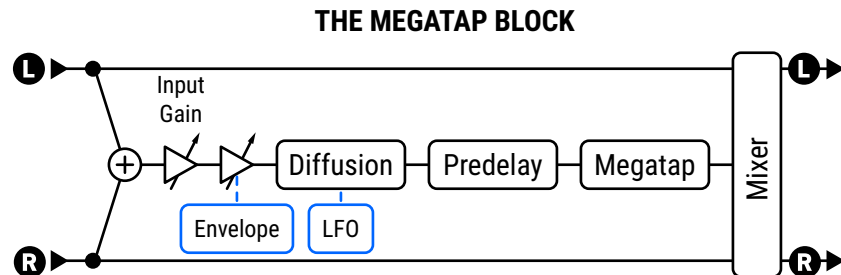 THE MEGATAP BLOCK
L
L
Input
Gain
+
Diffusion
Predelay
Megatap
Mixer
Envelope
LFO
R
R